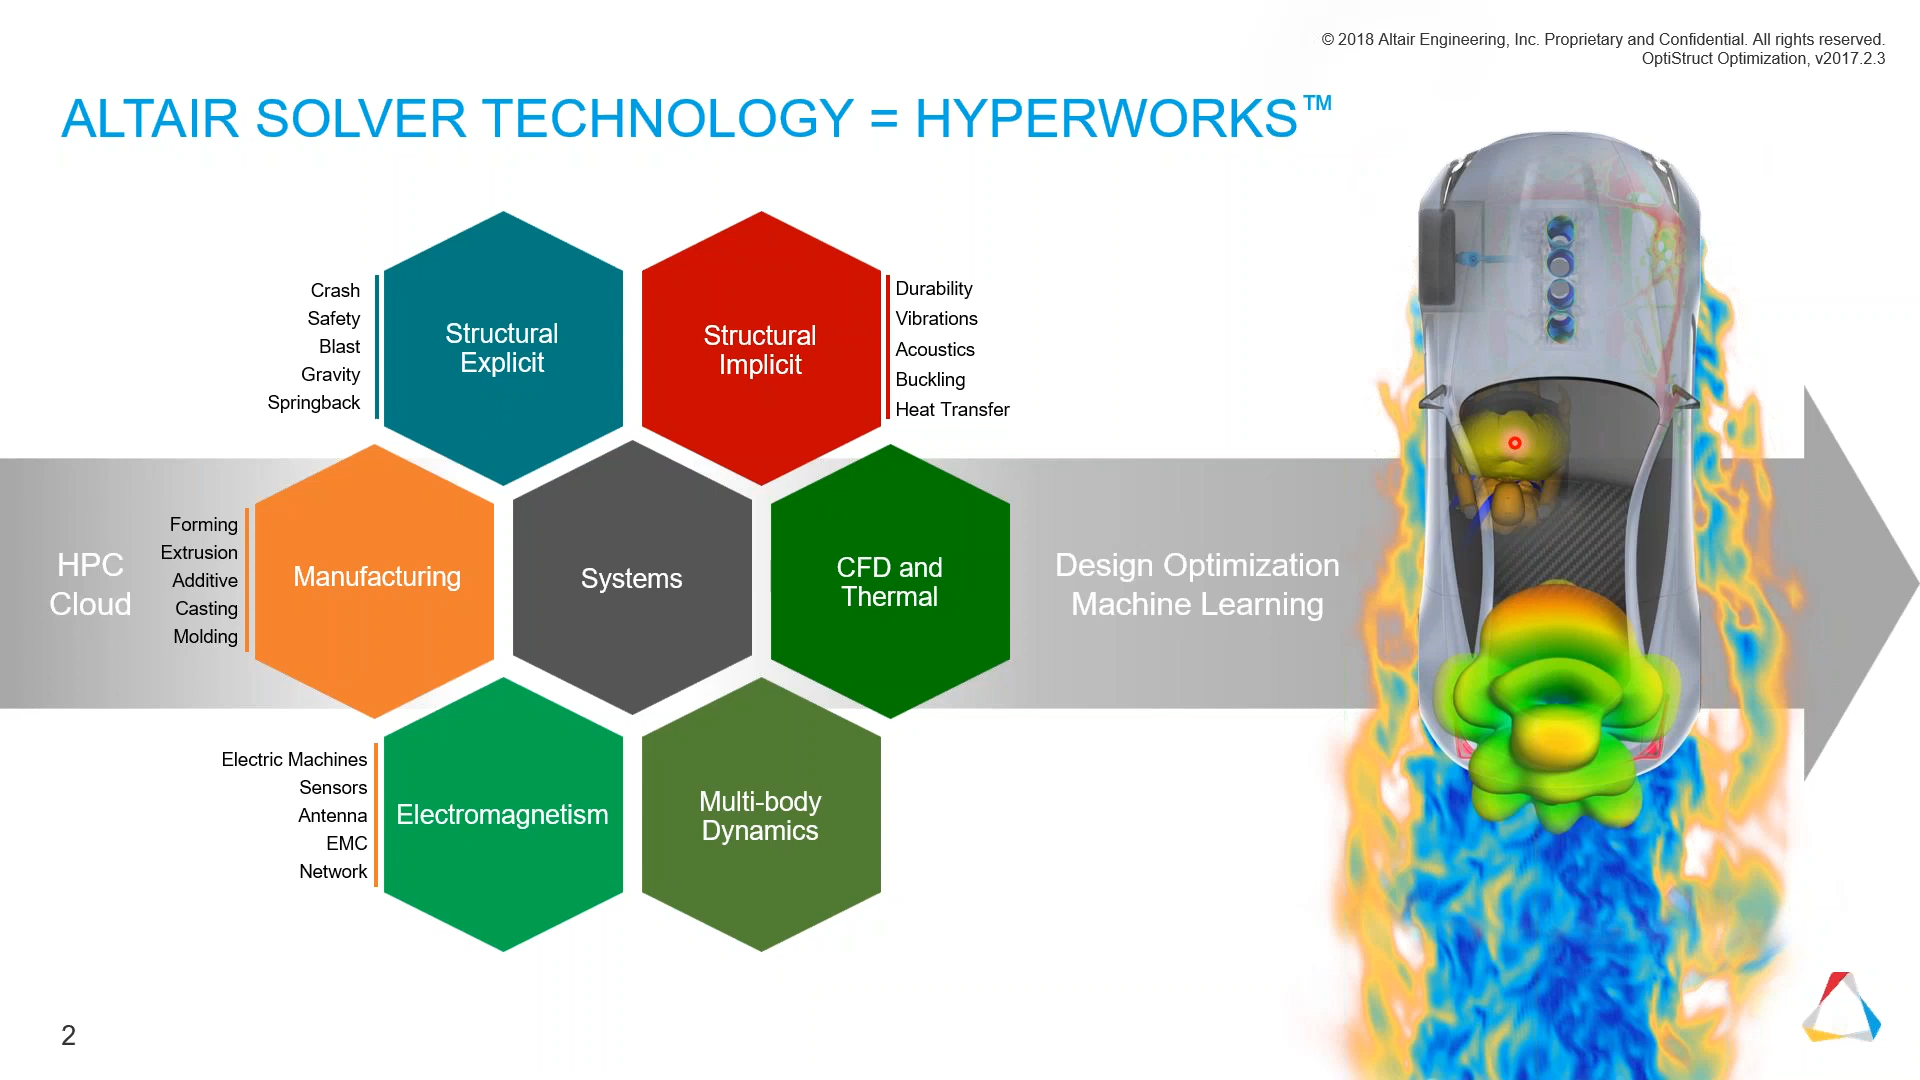 © 2018 Altair Engineering, Inc. Proprietary and Confidential. All rights reserved.
OptiStruct Optimization, v2017.2.3
ALTAIR SOLVER TECHNOLOGY = HYPERWORKS™
Crash
Safety
Blast
Gravity
Springback
Structural
Explicit
Structural
Implicit
Durability
Vibrations
Acoustics
Buckling
Heat Transfer
HPC
Cloud
Forming
Extrusion
Additive
Casting
Molding
Manufacturing
Systems
CFD and
Thermal
Design Optimization
Machine Learning
Electric Machines
Sensors
Antenna
EMC
Network
Electromagnetism
Multi-body
Dynamics
2